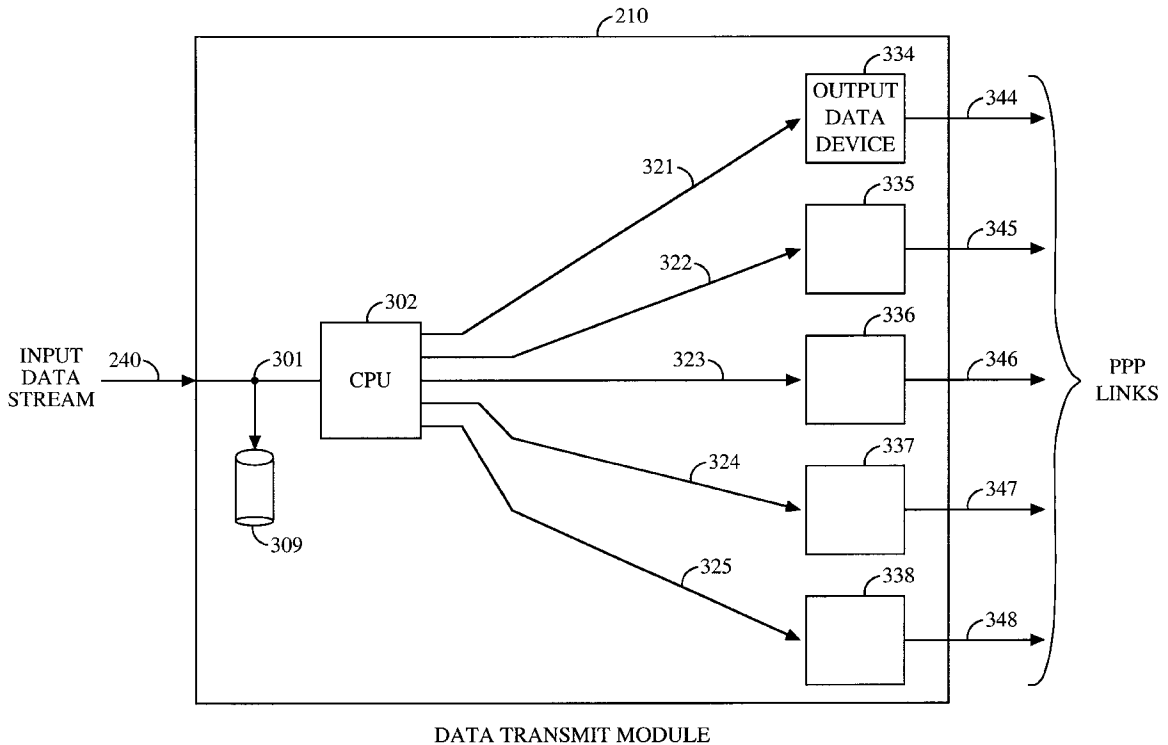 210
334
OUTPUT
DATA
DEVICE
344
321
335
345
322
302
336
INPUT
DATA
STREAM
240
301
CPU
323
346
PPP
LINKS
324
337
347
309
325
338
348
DATA TRANSMIT MODULE